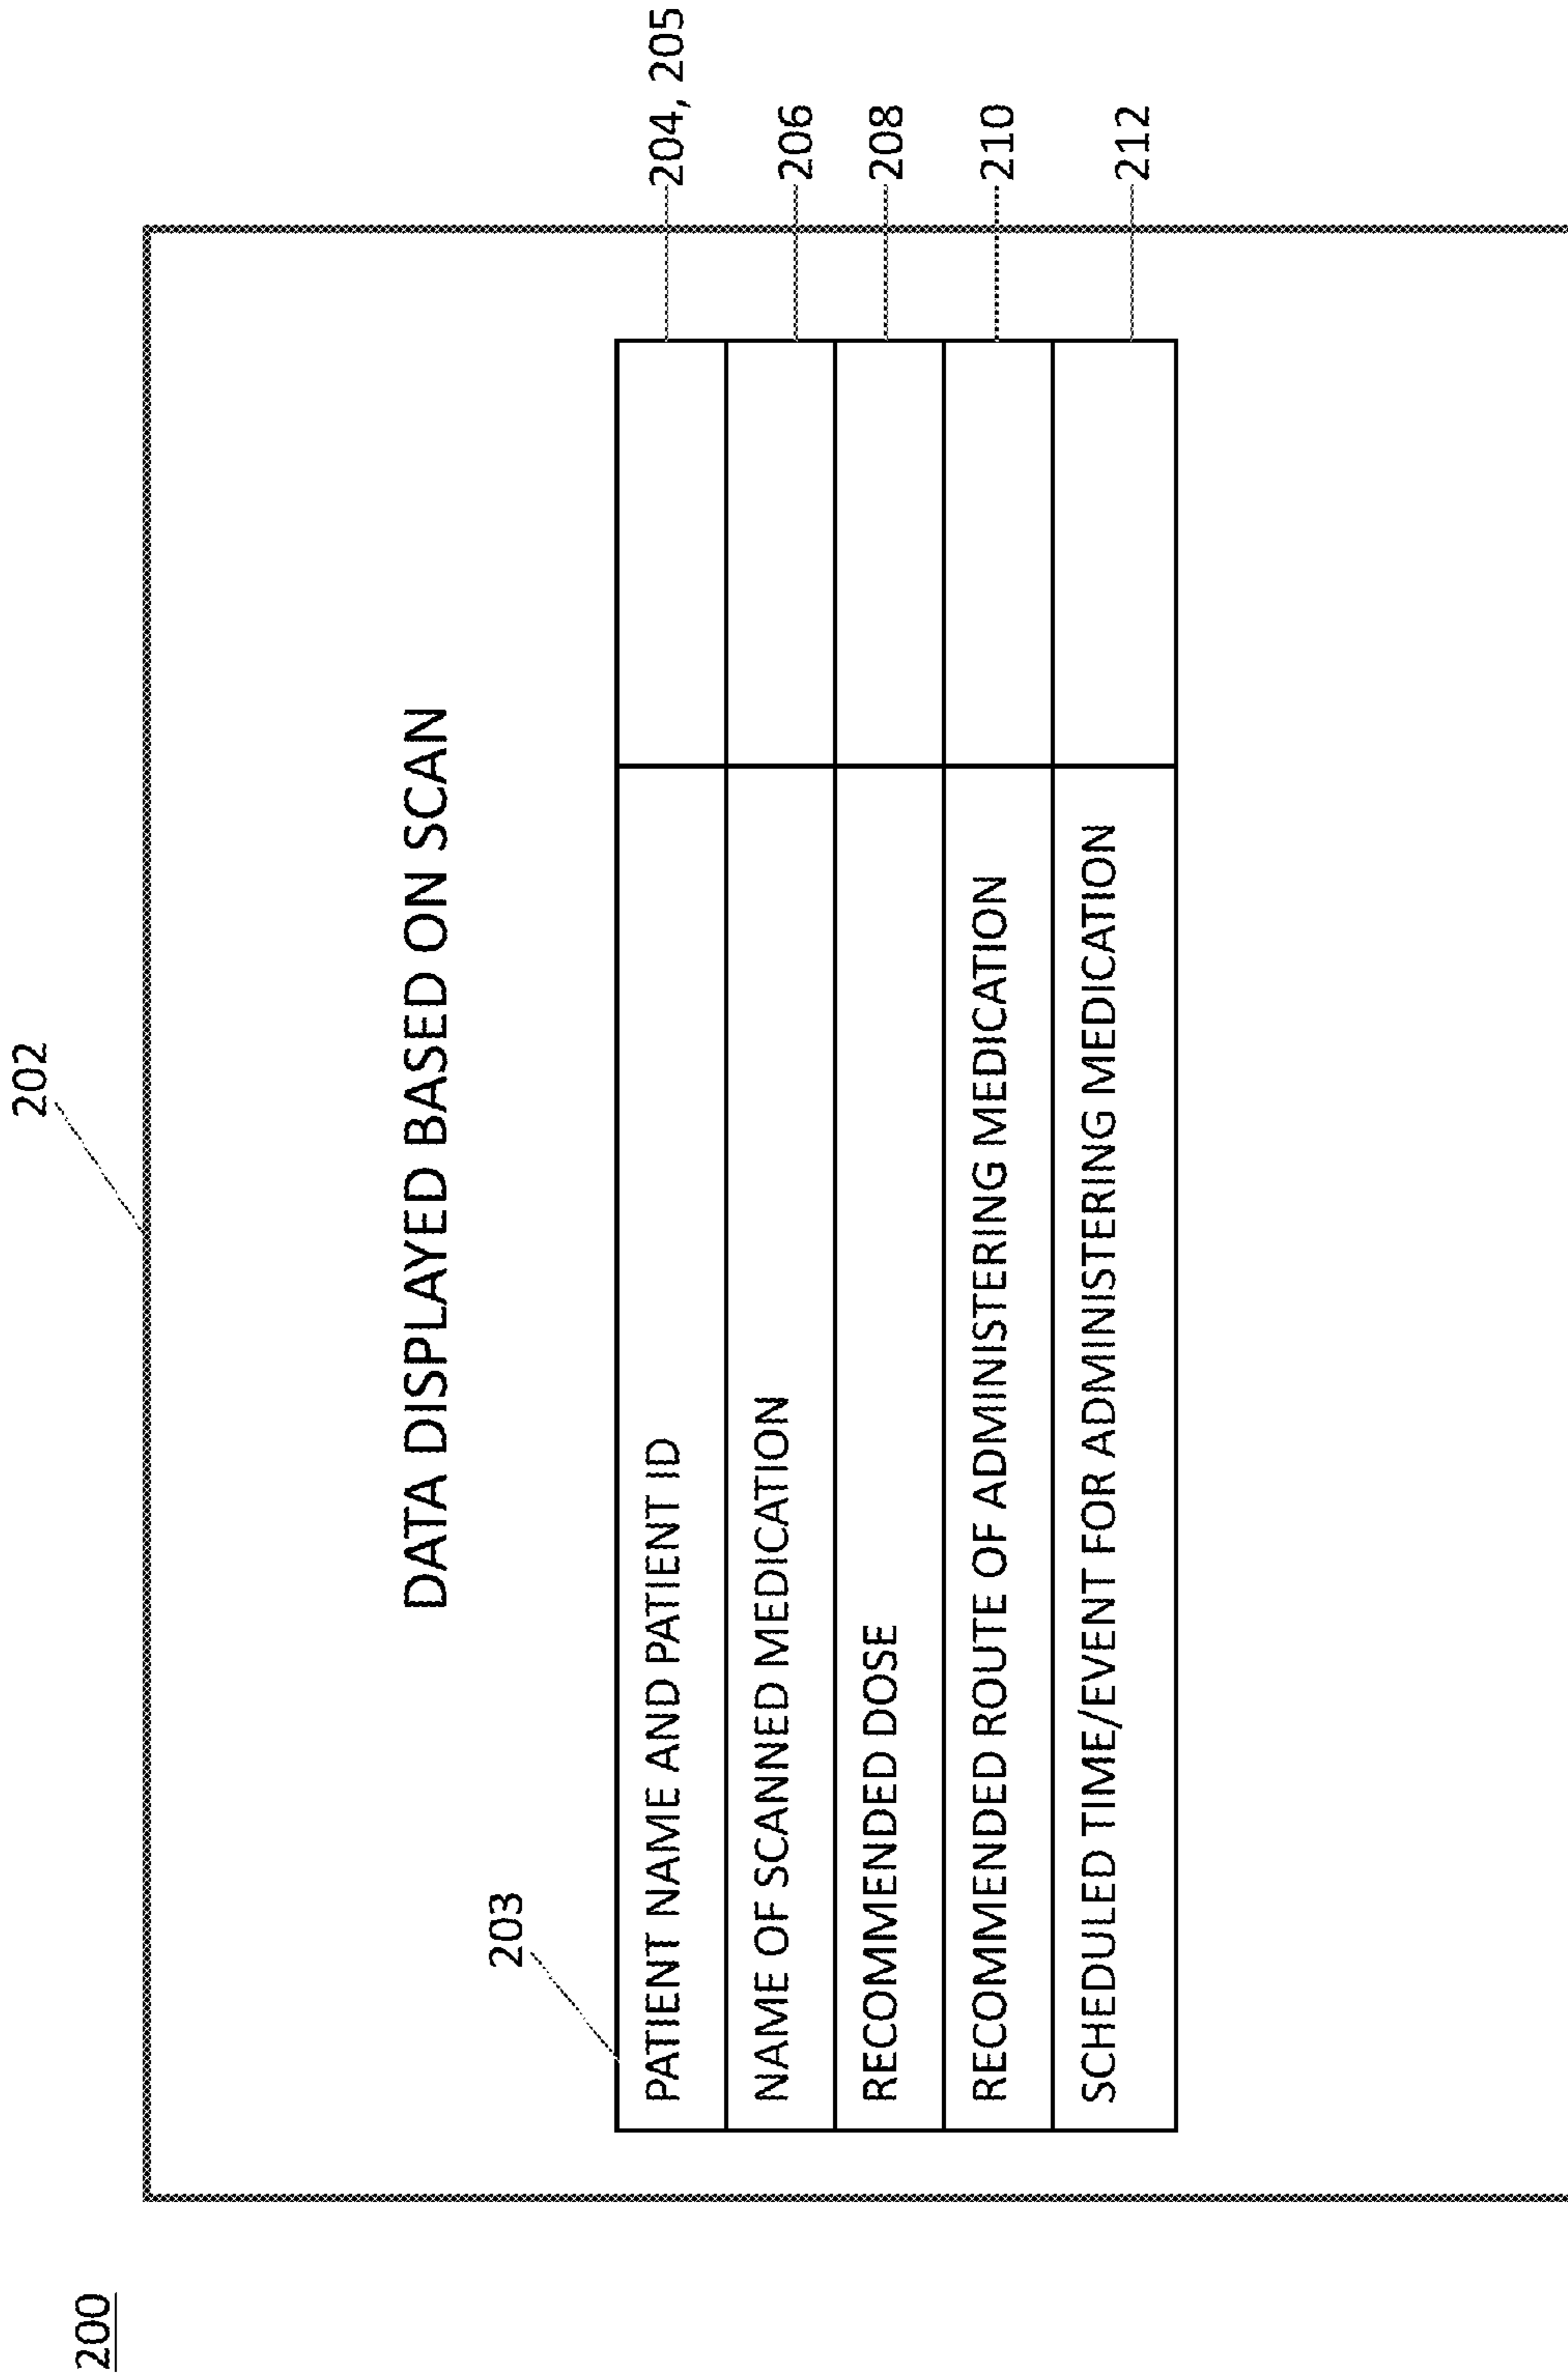 200
202
DATA DISPLAYED BASED ON SCAN
203
PATIENT NAME AND PATIENT ID
204, 205
NAME OF SCANNED MEDICATION
206
RECOMMENDED DOSE
208
RECOMMENDED ROUTE OF ADMINISTERING MEDICATION
210
SCHEDULED TIME/EVENT FOR ADMINISTERING MEDICATION
212